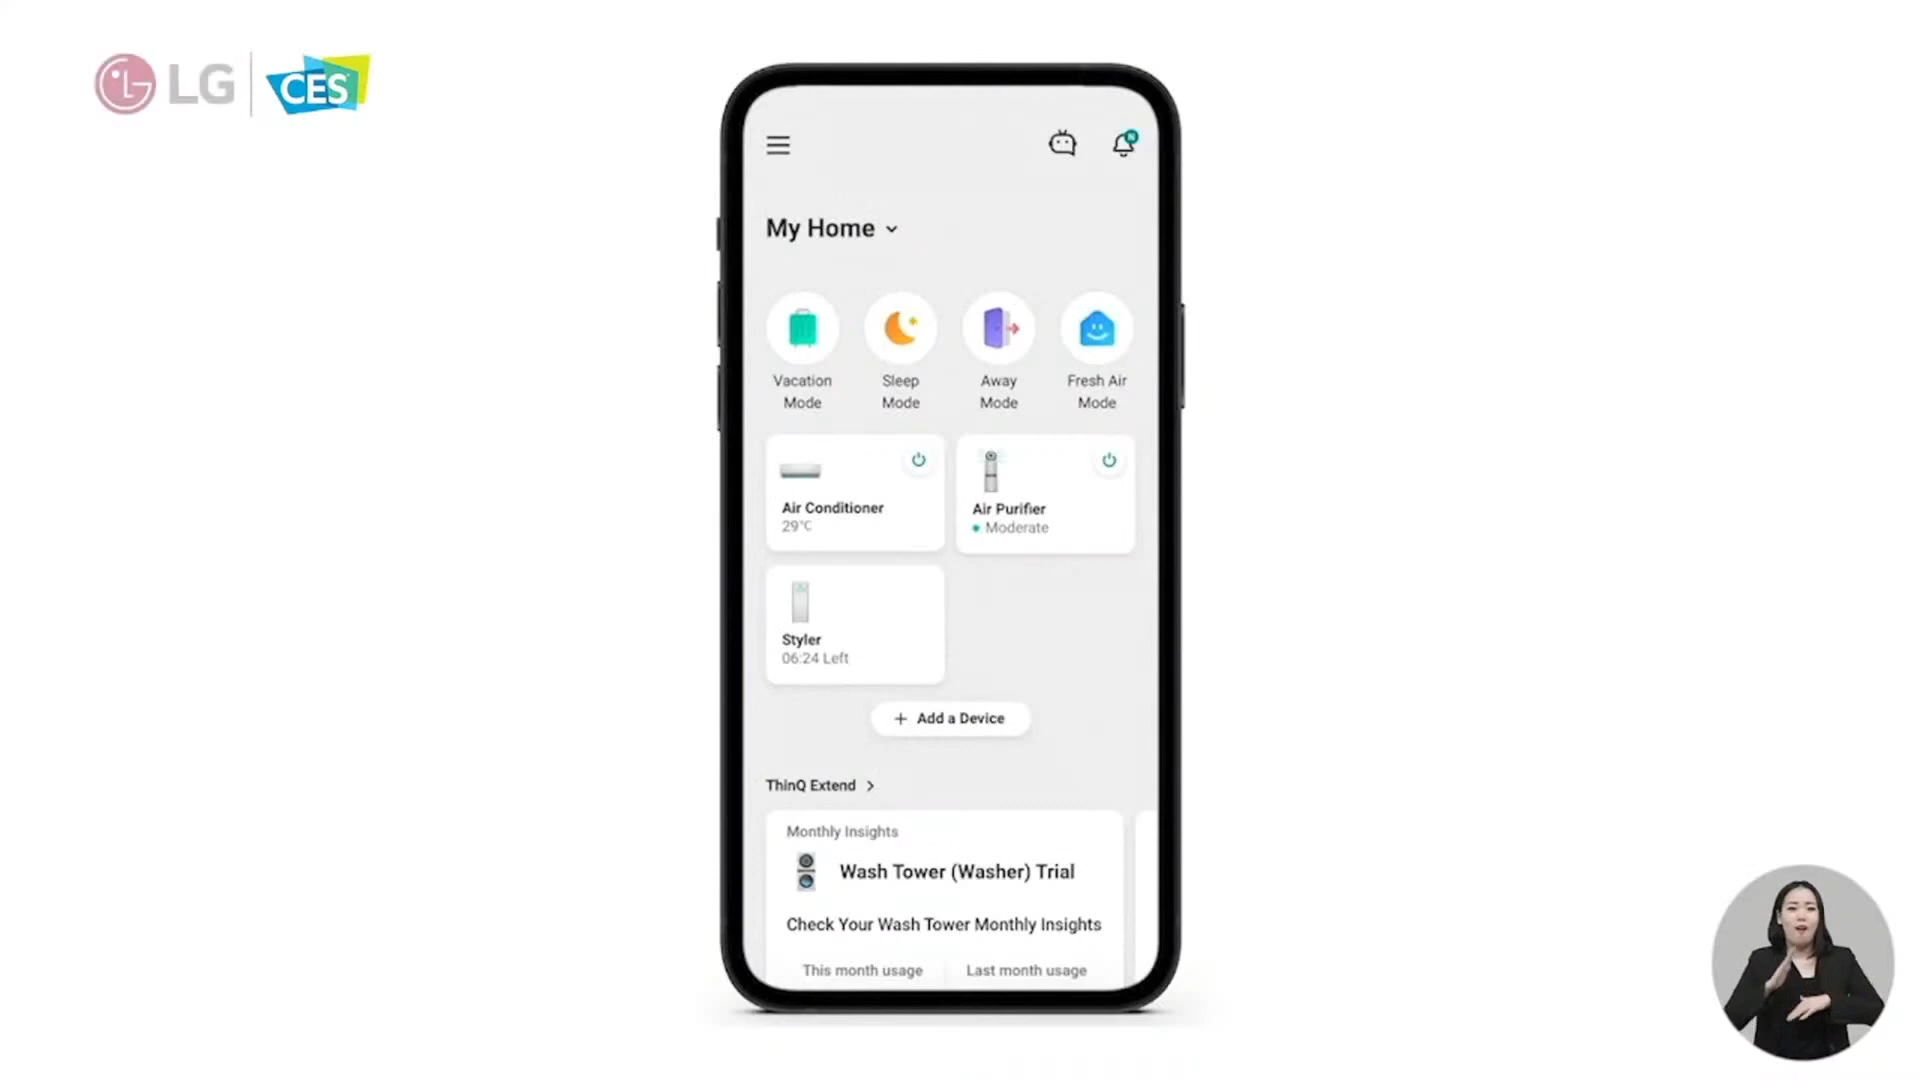 LG
CES
N
My Home
Vacation
Mode
Sleep
Mode
Away
Mode
Fresh Air
Mode
Air Conditioner
29°C
Air Purifier
Moderate
Styler
06:24 Left
+ Add a Device
ThinQ Extend >
Monthly Insights
Wash Tower (Washer) Trial
Check Your Wash Tower Monthly Insights
This month usage
Last month usage